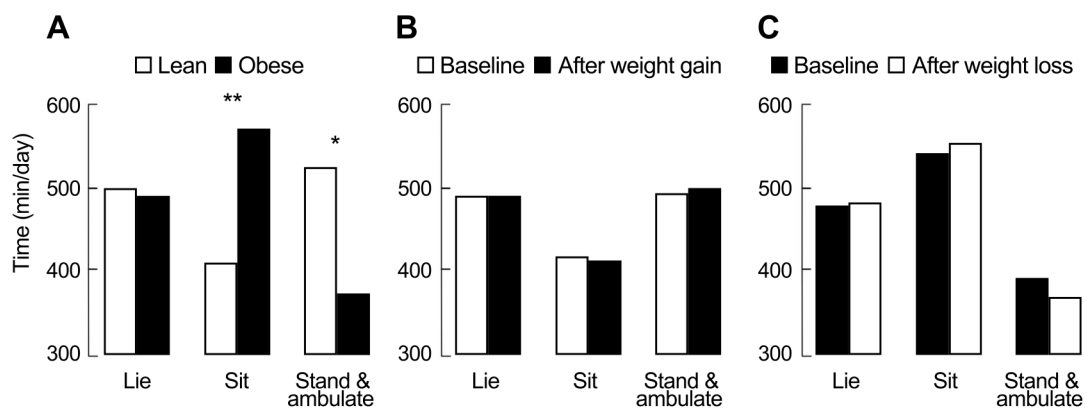 A
Lean Obese
Time (min/day)
600
500
400
300
**
*
Lie Sit Stand &
ambulate
B
Baseline After weight gain
600
500
400
300
Lie Sit Stand &
ambulate
C
Baseline After weight loss
600
500
400
300
Lie Sit Stand &
ambulate